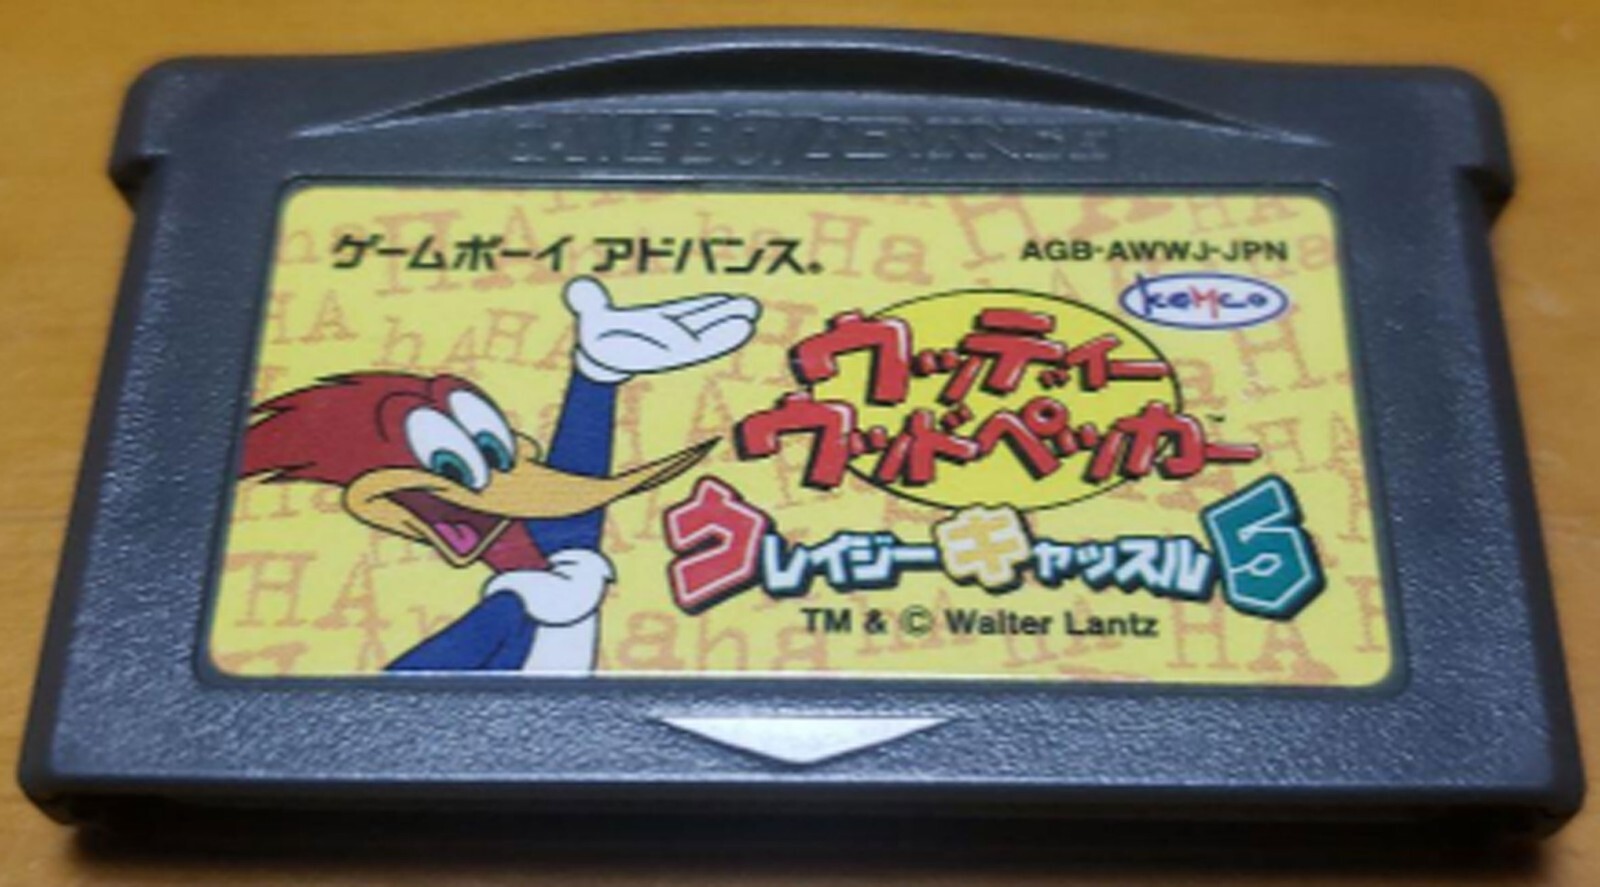 GAME BOY ADVANCE
ゲームボーイ アドバンス.
AGB-AWWJ-JPN
KEMCO
ウッディー
ウッドペッカー™
クレイジーキャッスル5
TM & © Walter Lantz